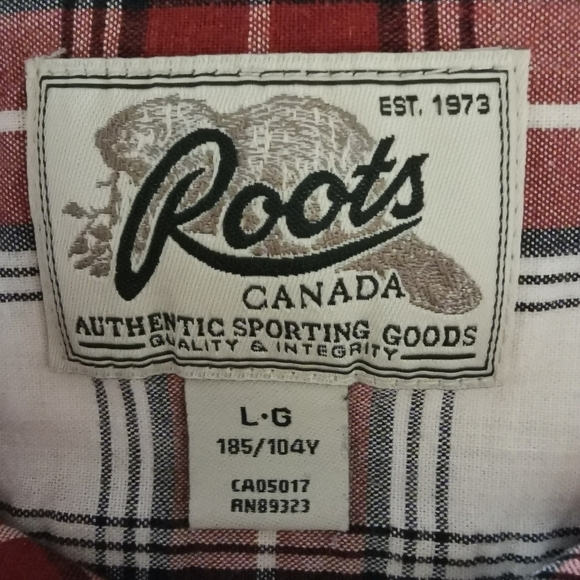 EST. 1973
Roots
CANADA
AUTHENTIC SPORTING GOODS
QUALITY & INTEGRITY
L·G
185/104Y
CA05017
RN89323